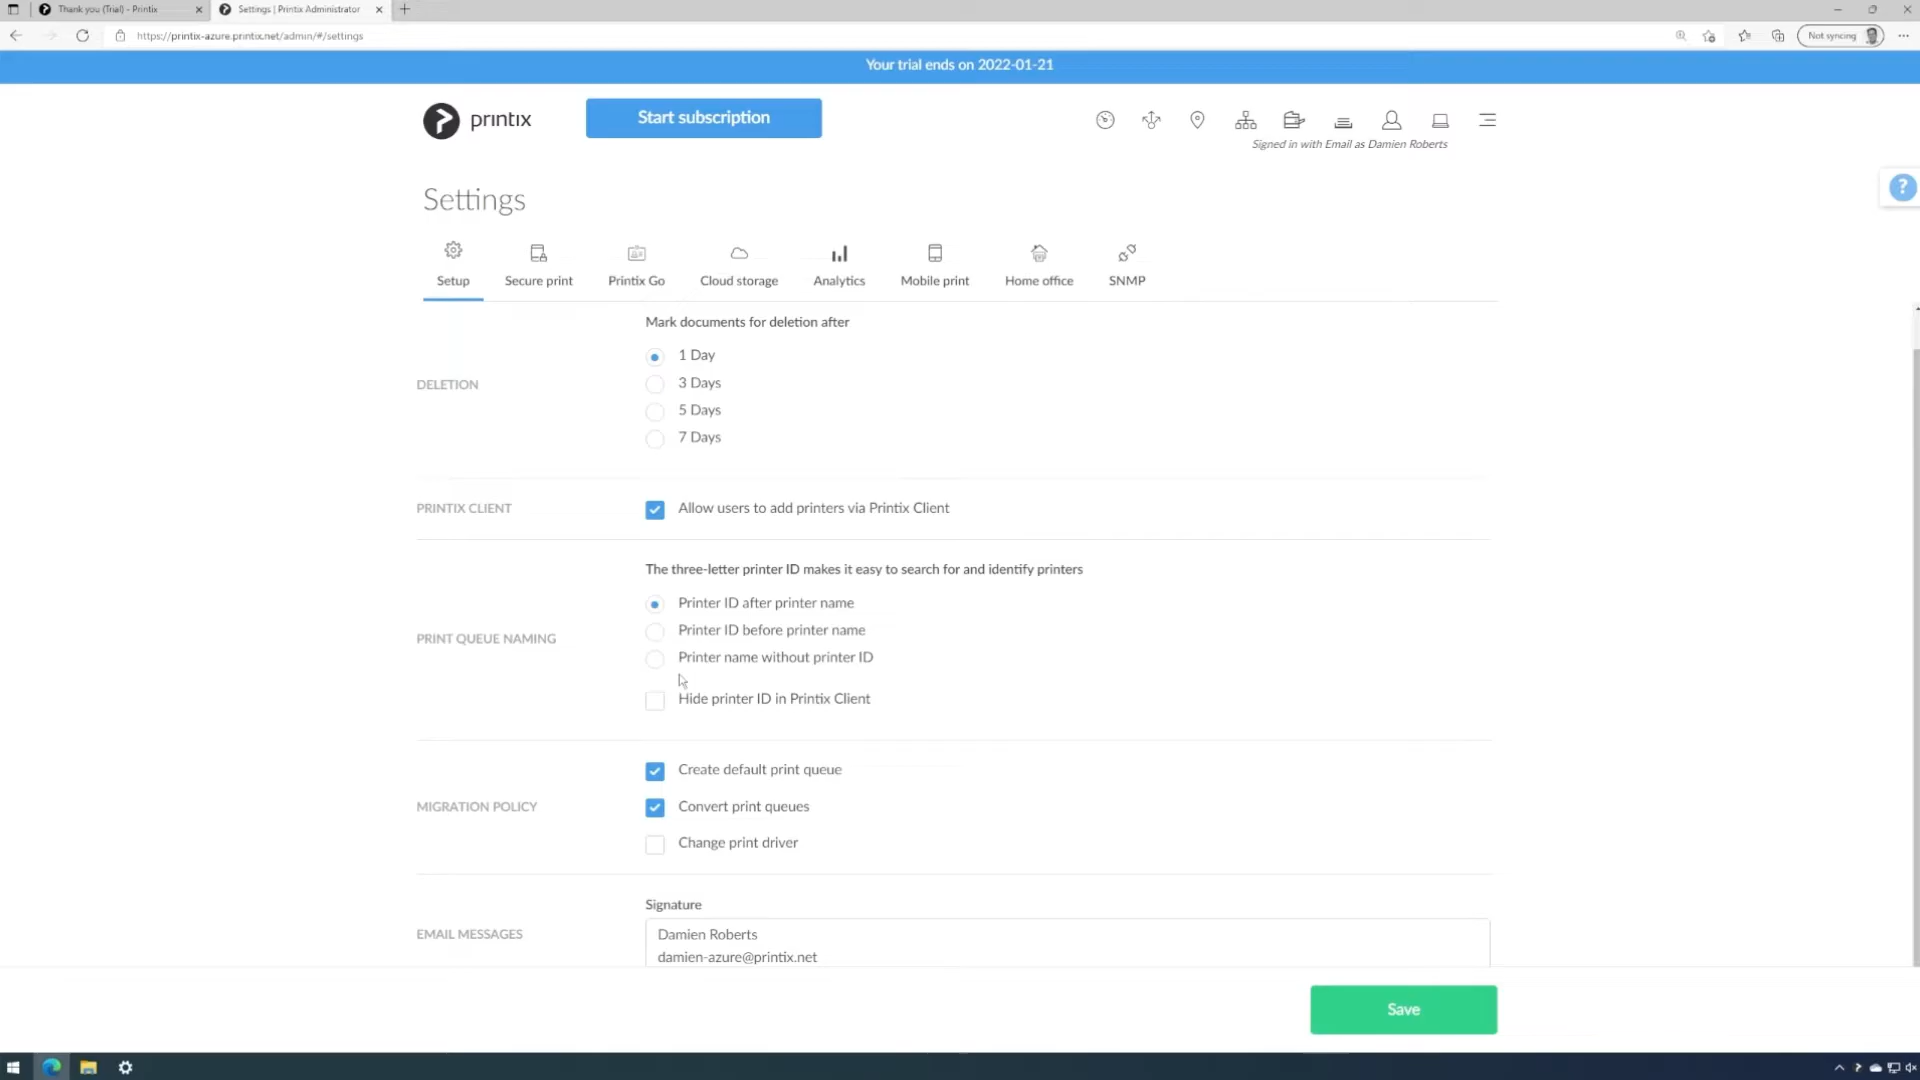 Thank you (Trial) - Printix
Settings | Printix Administrator
https://printix-azure.printix.net/admin/#/settings
Not syncing
Your trial ends on 2022-01-21
printix
Start subscription
Signed in with Email as Damien Roberts
?
Settings
Setup
Secure print
Printix Go
Cloud storage
Analytics
Mobile print
Home office
SNMP
Mark documents for deletion after
1 Day
DELETION
3 Days
5 Days
7 Days
PRINTIX CLIENT
Allow users to add printers via Printix Client
The three-letter printer ID makes it easy to search for and identify printers
Printer ID after printer name
PRINT QUEUE NAMING
Printer ID before printer name
Printer name without printer ID
Hide printer ID in Printix Client
Create default print queue
MIGRATION POLICY
Convert print queues
Change print driver
Signature
EMAIL MESSAGES
Damien Roberts
damien-azure@printix.net
Save